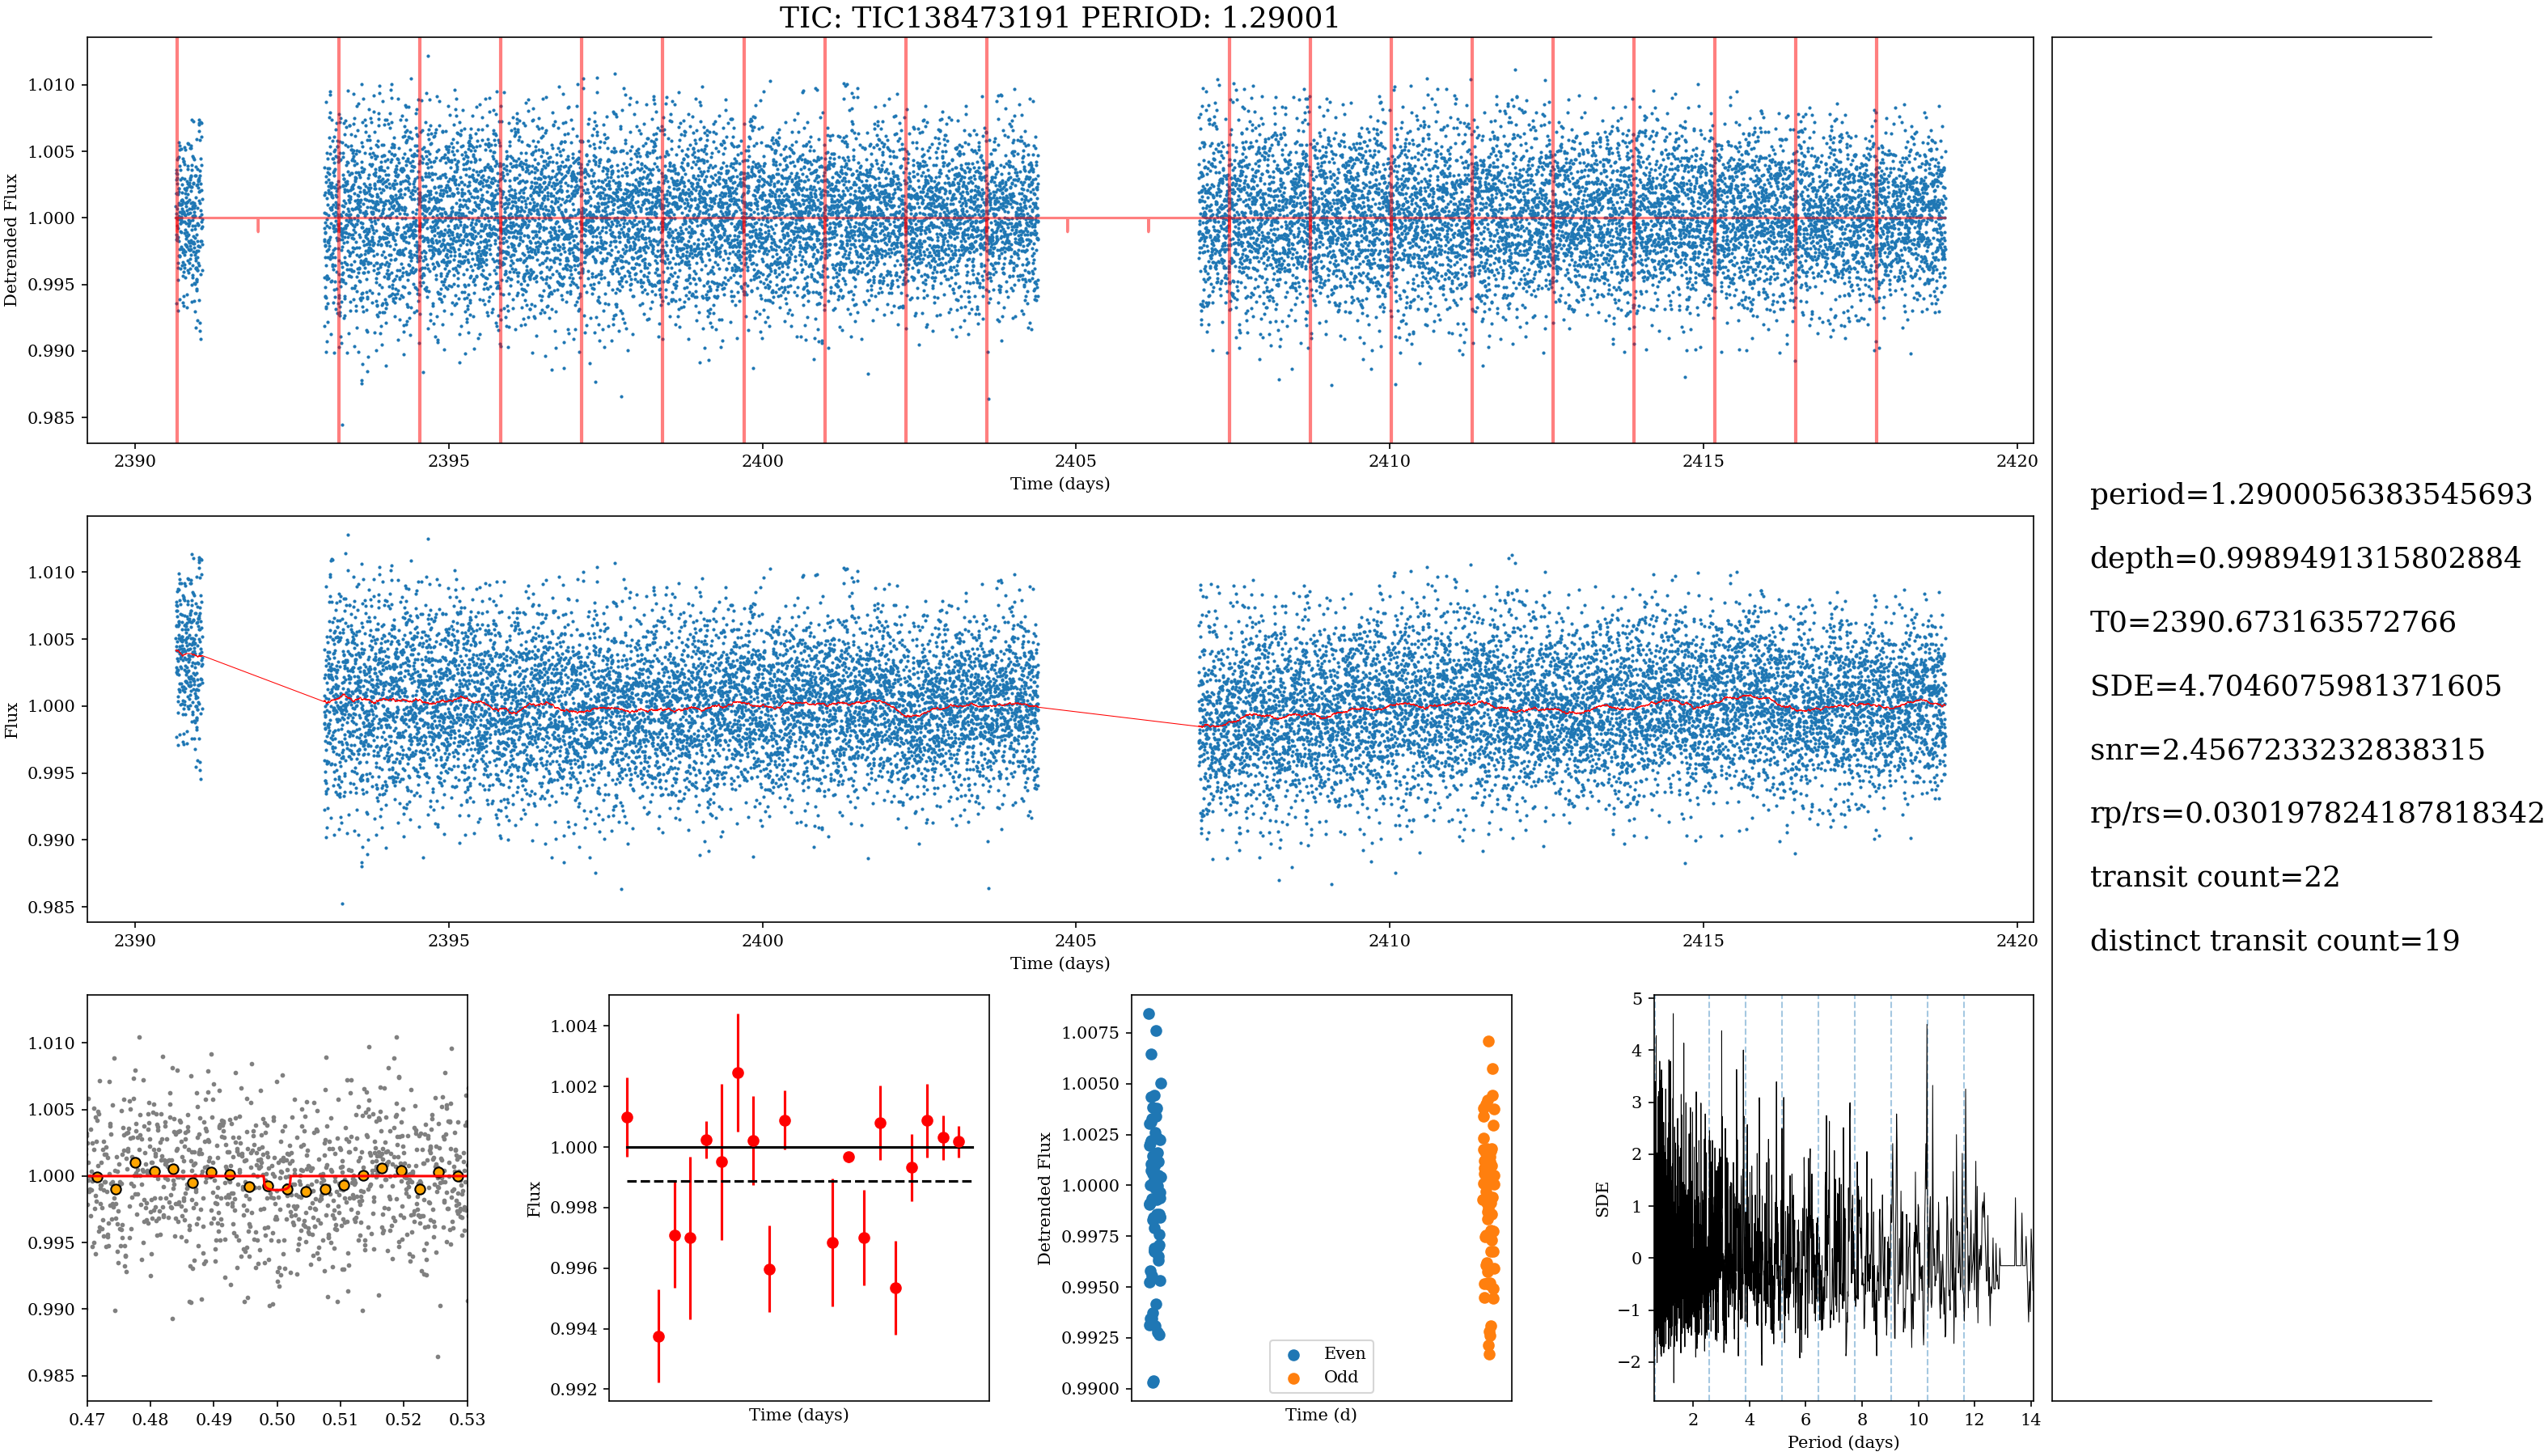 TIC: TIC138473191 PERIOD: 1.29001
1.010
1.005
1.000
0.995
0.990
0.985
Detrended Flux
2390 2395 2400 2405 2410 2415 2420
Time (days)
1.010
1.005
1.000
0.995
0.990
0.985
Flux
2390 2395 2400 2405 2410 2415 2420
Time (days)
period=1.2900056383545693
depth=0.9989491315802884
T0=2390.673163572766
SDE=4.7046075981371605
snr=2.4567233232838315
rp/rs=0.030197824187818342
transit count=22
distinct transit count=19
1.010
1.005
1.000
0.995
0.990
0.985
0.47 0.48 0.49 0.50 0.51 0.52 0.53
1.004
1.002
1.000
0.998
0.996
0.994
0.992
Flux
Time (days)
1.0075
1.0050
1.0025
1.0000
0.9975
0.9950
0.9925
0.9900
Detrended Flux
Even
Odd
Time (d)
5
4
3
2
1
0
−1
−2
SDE
2 4 6 8 10 12 14
Period (days)